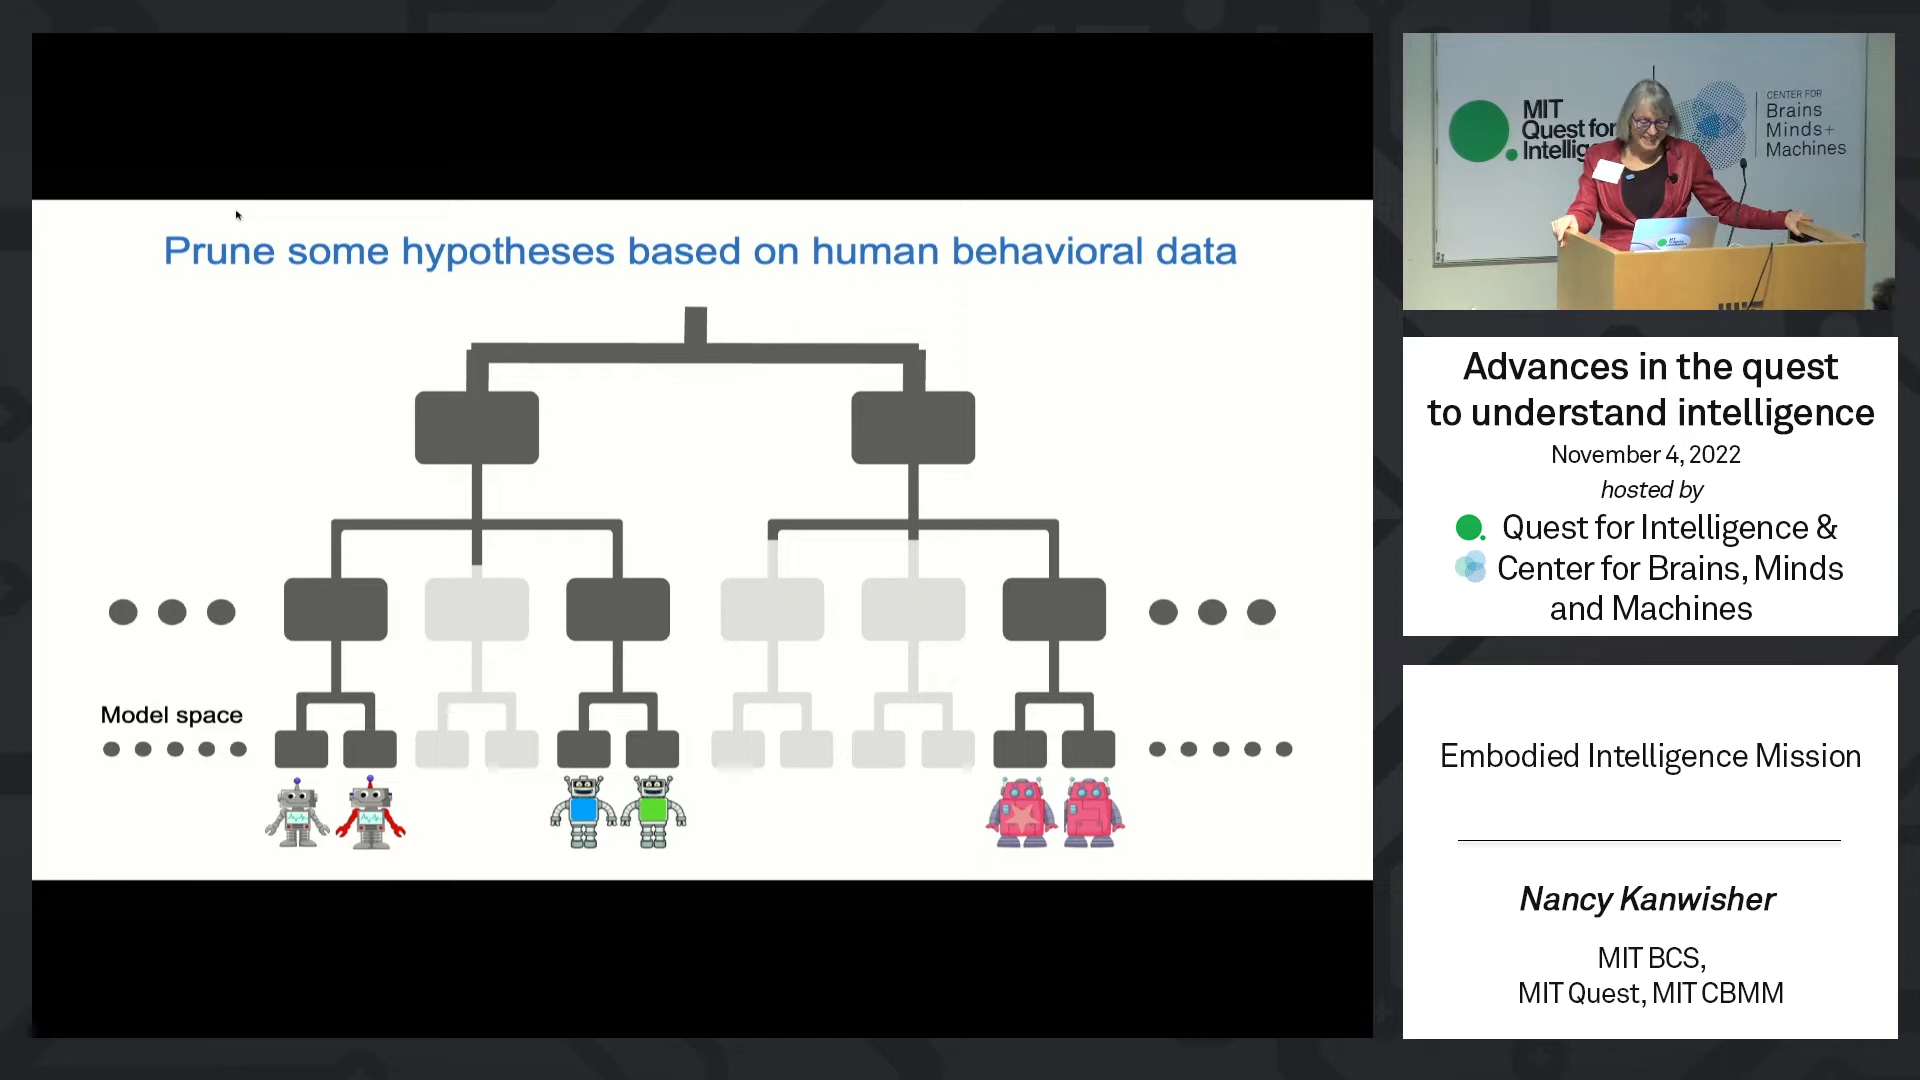 Prune some hypotheses based on human behavioral data
Model space
MIT
Quest for
Intellig
CENTER FOR
Brains
Minds+
Machines
Advances in the quest
to understand intelligence
November 4, 2022
hosted by
Quest for Intelligence &
Center for Brains, Minds
and Machines
Embodied Intelligence Mission
Nancy Kanwisher
MIT BCS,
MIT Quest, MIT CBMM